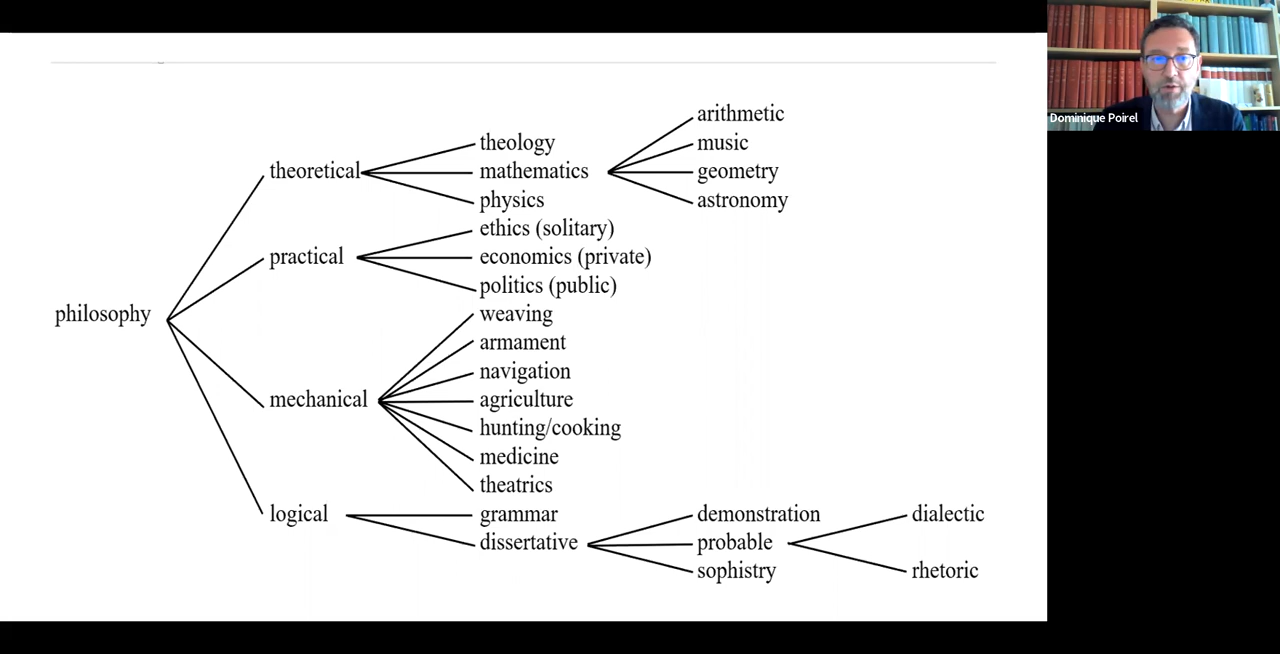 Dominique Poirel
arithmetic
theology
music
theoretical
mathematics
geometry
physics
astronomy
ethics (solitary)
practical
economics (private)
politics (public)
philosophy
weaving
armament
navigation
mechanical
agriculture
hunting/cooking
medicine
theatrics
logical
grammar
demonstration
dialectic
dissertative
probable
sophistry
rhetoric